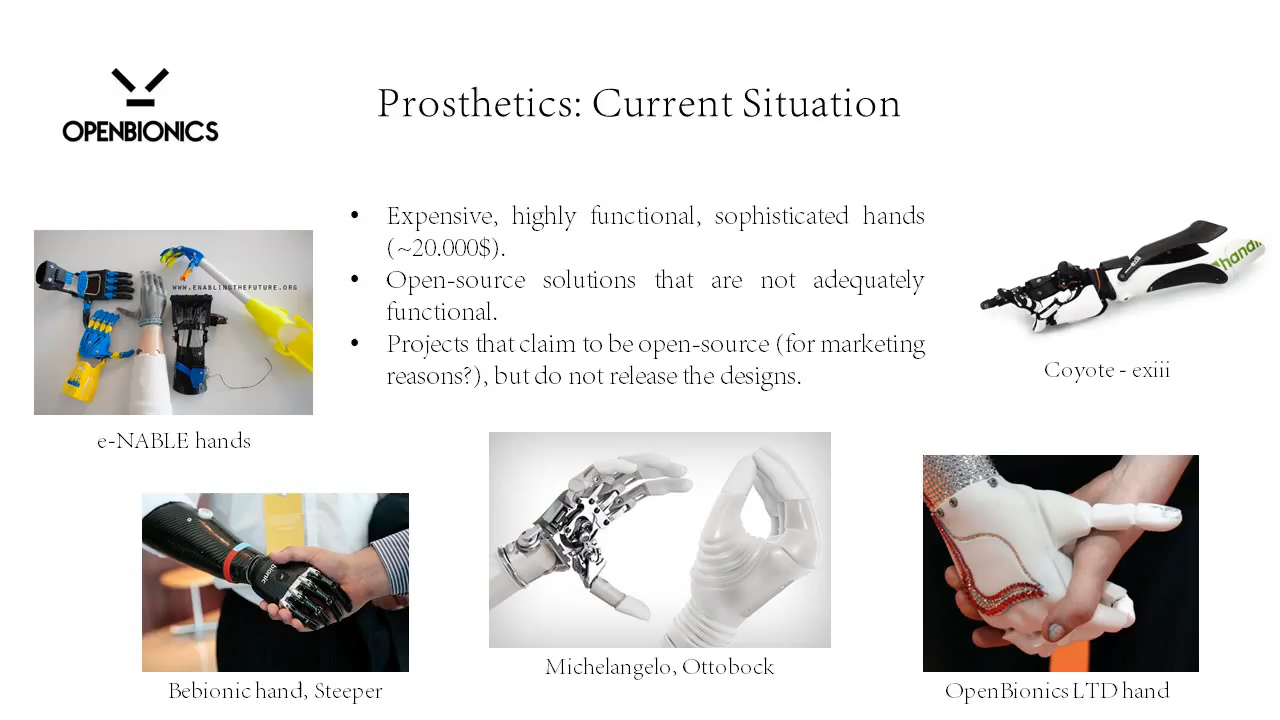 OPENBIONICS
Prosthetics: Current Situation
• Expensive, highly functional, sophisticated hands
(~20.000$).
• Open-source solutions that are not adequately
functional.
• Projects that claim to be open-source (for marketing
reasons?), but do not release the designs.
WWW.ENABLINGTHEFUTURE.ORG
handi
Coyote - exiii
e-NABLE hands
bionic
Michelangelo, Ottobock
Bebionic hand, Steeper
OpenBionics LTD hand